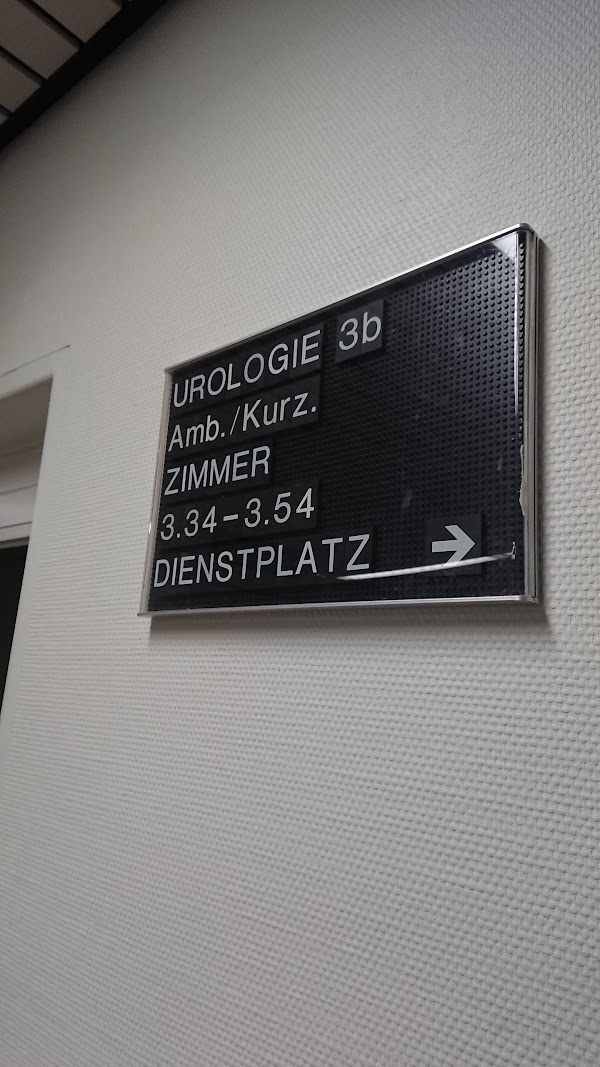 UROLOGIE 3b
Amb./Kurz.
ZIMMER
3.34-3.54
DIENSTPLATZ →